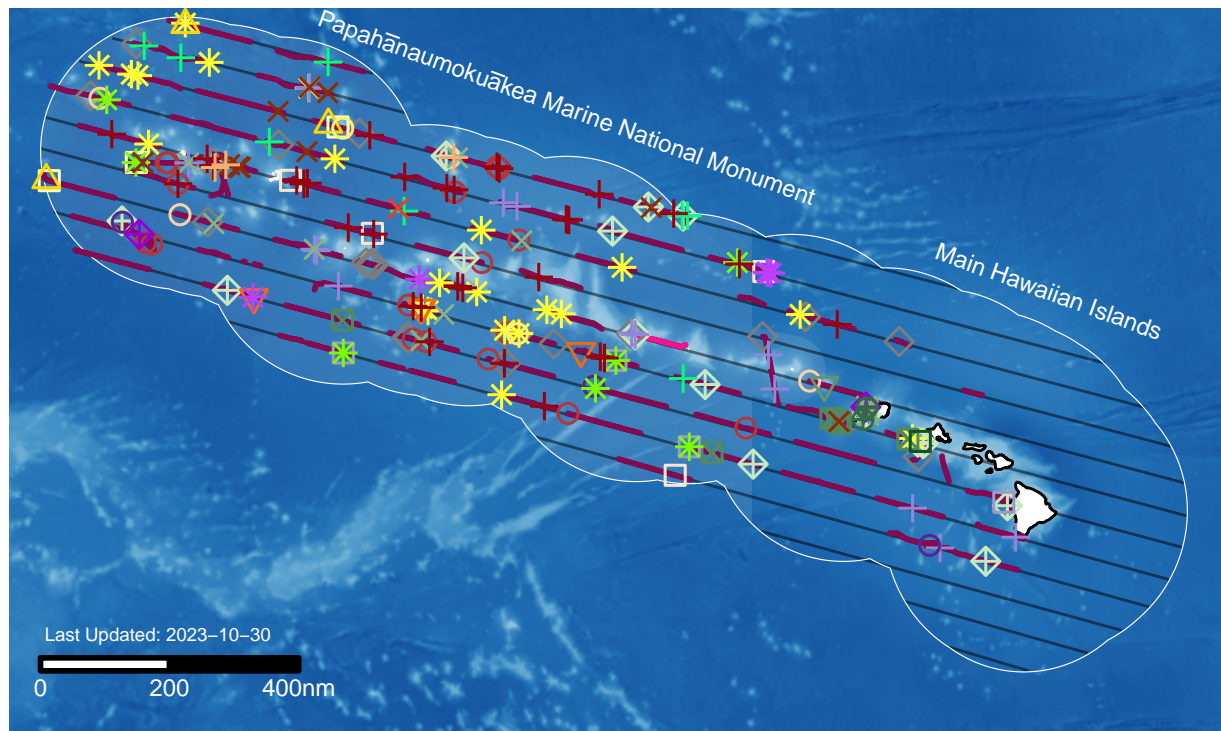 Papahānaumokuākea Marine National Monument
Main Hawaiian Islands
Last Updated: 2023−10−30
0 200 400nm